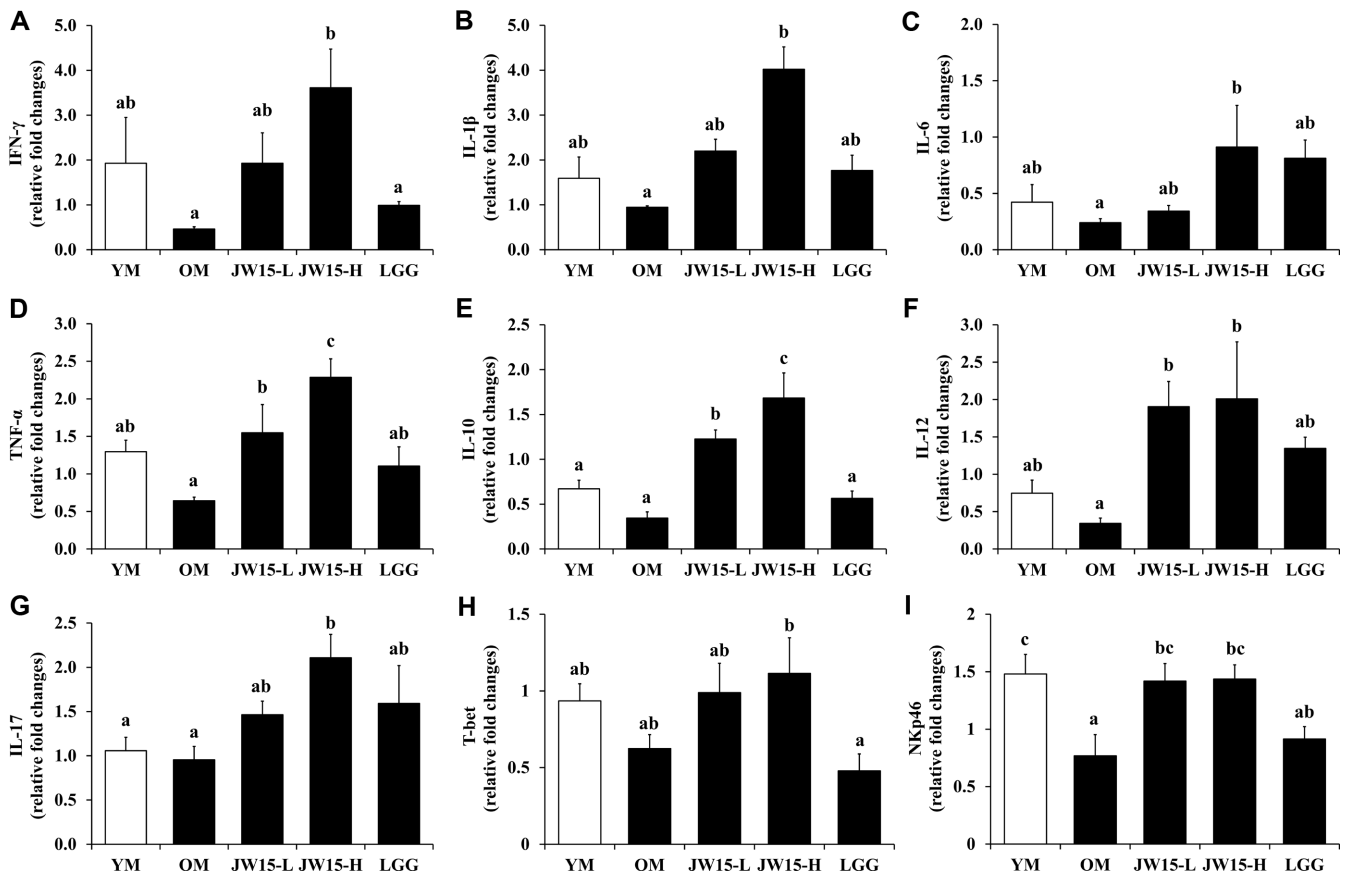 A
IFN-γ
(relative fold changes)
5.0
4.0
3.0
2.0
1.0
0.0
ab
a
ab
b
a
YM OM JW15-L JW15-H LGG
B
IL-1β
(relative fold changes)
5.0
4.0
3.0
2.0
1.0
0.0
ab
a
ab
b
ab
YM OM JW15-L JW15-H LGG
C
IL-6
(relative fold changes)
2.0
1.5
1.0
0.5
0.0
ab
a
ab
b
ab
YM OM JW15-L JW15-H LGG
D
TNF-α
(relative fold changes)
3.0
2.5
2.0
1.5
1.0
0.5
0.0
ab
a
b
c
ab
YM OM JW15-L JW15-H LGG
E
IL-10
(relative fold changes)
2.5
2.0
1.5
1.0
0.5
0.0
a
a
b
c
a
YM OM JW15-L JW15-H LGG
F
IL-12
(relative fold changes)
3.0
2.5
2.0
1.5
1.0
0.5
0.0
ab
a
b
b
ab
YM OM JW15-L JW15-H LGG
G
IL-17
(relative fold changes)
2.5
2.0
1.5
1.0
0.5
0.0
a
a
ab
b
ab
YM OM JW15-L JW15-H LGG
H
T-bet
(relative fold changes)
1.5
1
0.5
0
ab
ab
ab
b
a
YM OM JW15-L JW15-H LGG
I
NKp46
(relative fold changes)
2
1.5
1
0.5
0
c
a
bc
bc
ab
YM OM JW15-L JW15-H LGG